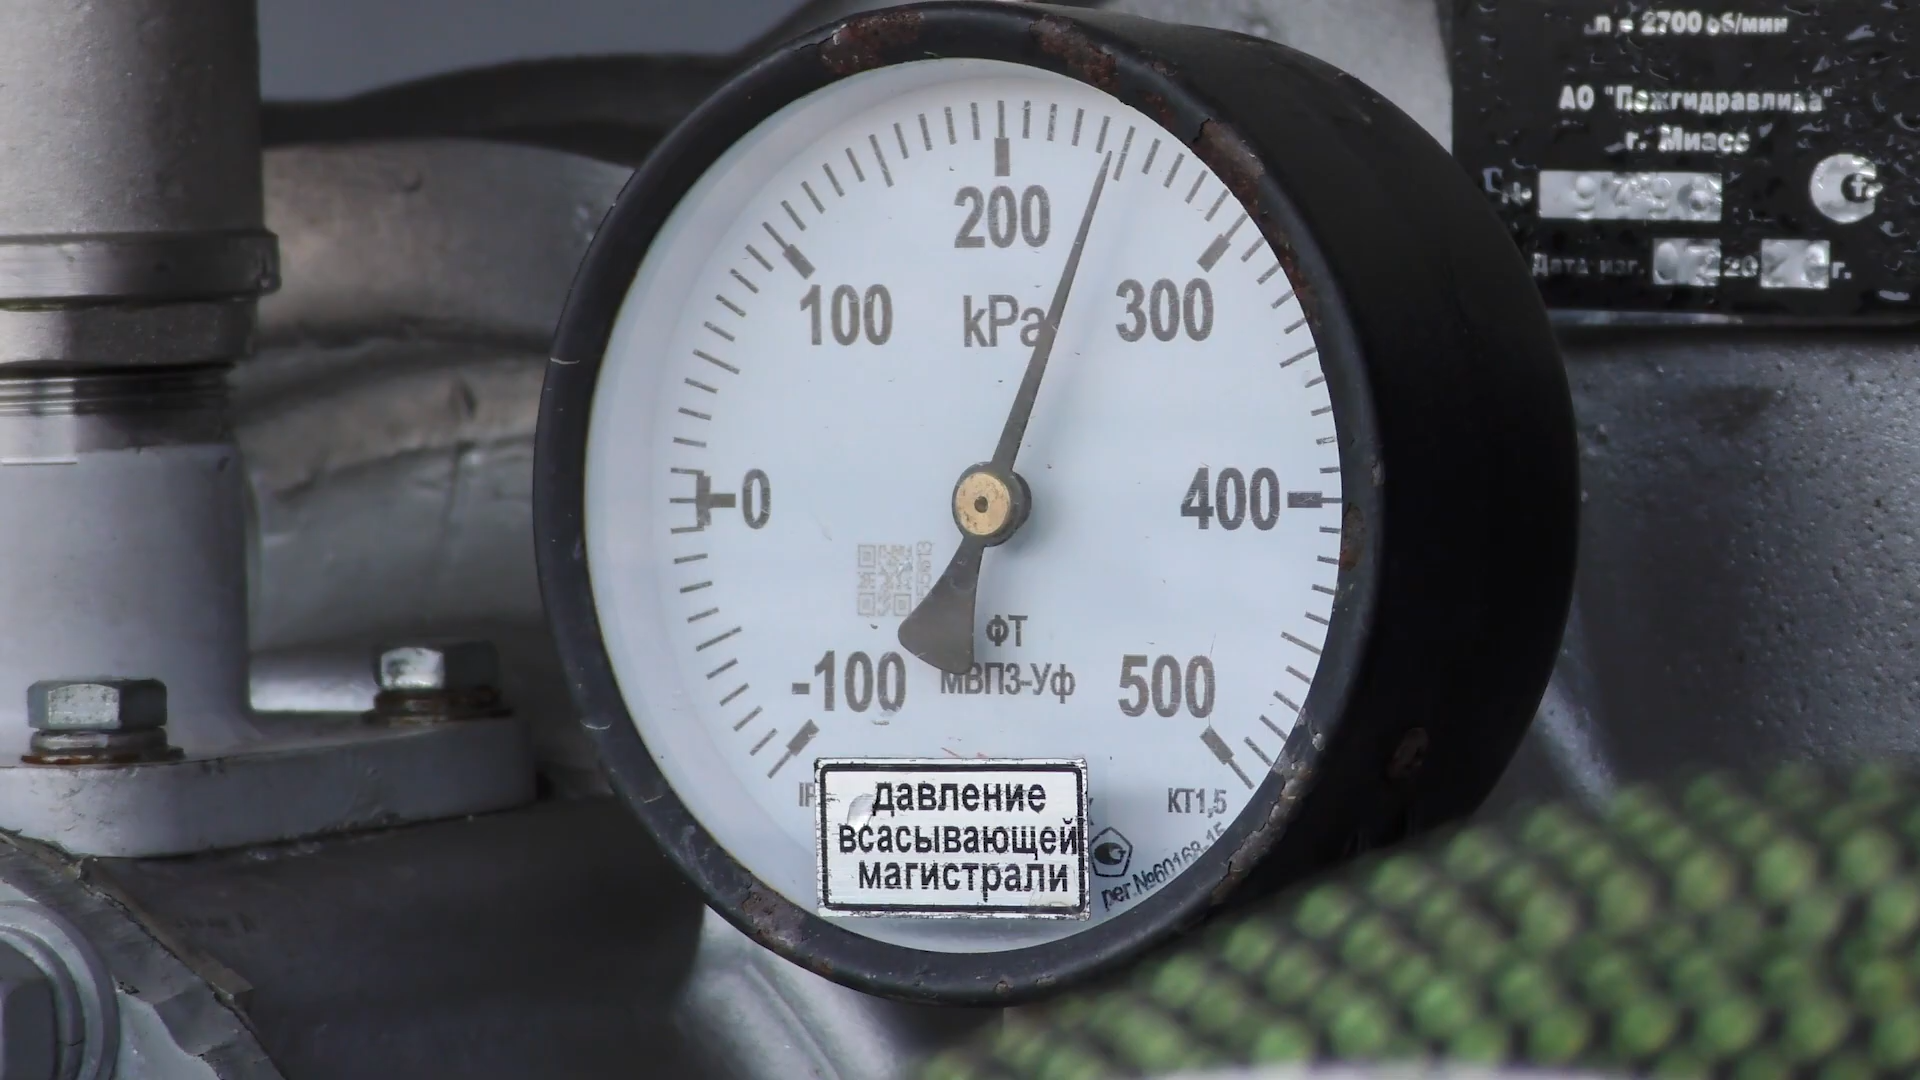 n = 2700 об/мин
АО "Пожгидравлика"
г. Миасс
Дата изг.
г.
200
100
kPa
300
0
400
ФТ
-100
МВПЗ-Уф
500
давление
всасывающей
магистрали
КТ1,5
рег.№60168-15